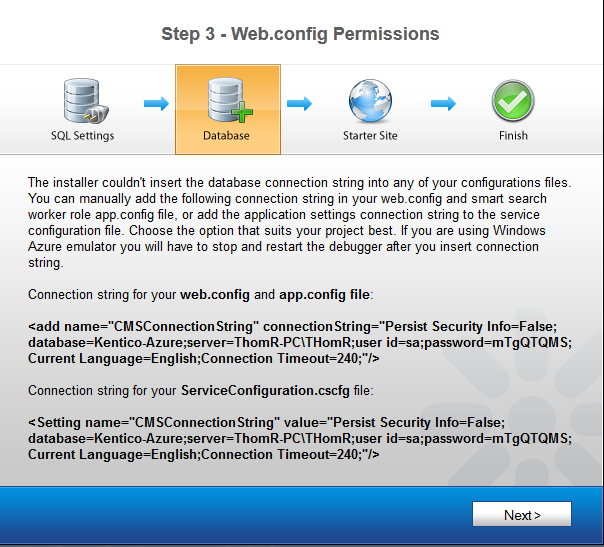 Step 3 - Web.config Permissions
SQL Settings
Database
Starter Site
Finish
The installer couldn't insert the database connection string into any of your configurations files.
You can manually add the following connection string in your web.config and smart search
worker role app.config file, or add the application settings connection string to the service
configuration file. Choose the option that suits your project best. If you are using Windows
Azure emulator you will have to stop and restart the debugger after you insert connection
string.
Connection string for your web.config and app.config file:
<add name="CMSConnectionString" connectionString="Persist Security Info=False;
database=Kentico-Azure;server=ThomR-PC\THomR;user id=sa;password=mTgQTQMS;
Current Language=English;Connection Timeout=240;"/>
Connection string for your ServiceConfiguration.cscfg file:
<Setting name="CMSConnectionString" value="Persist Security Info=False;
database=Kentico-Azure;server=ThomR-PC\THomR;user id=sa;password=mTgQTQMS;
Current Language=English;Connection Timeout=240;"/>
Next >